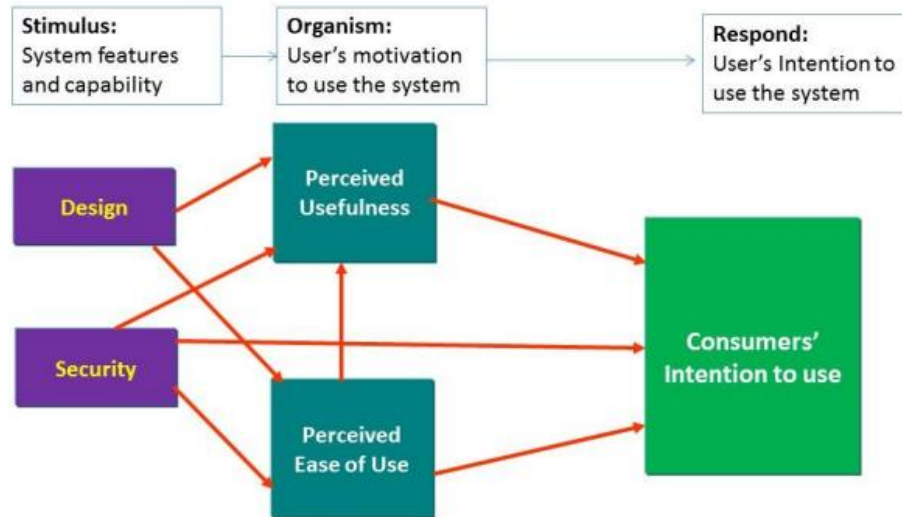 Stimulus:
System features
and capability
Organism:
User's motivation
to use the system
Respond:
User's Intention to
use the system
Design
Perceived
Usefulness
Security
Consumers'
Intention to use
Perceived
Ease of Use